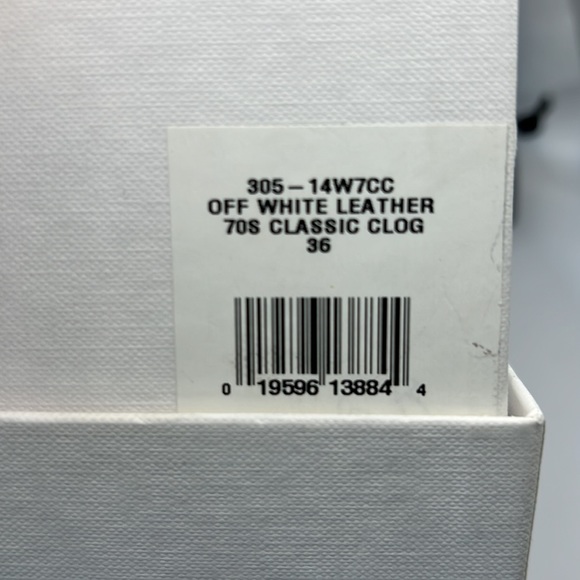 305-14W7CC
OFF WHITE LEATHER
70S CLASSIC CLOG
36
0 19596 13884 4